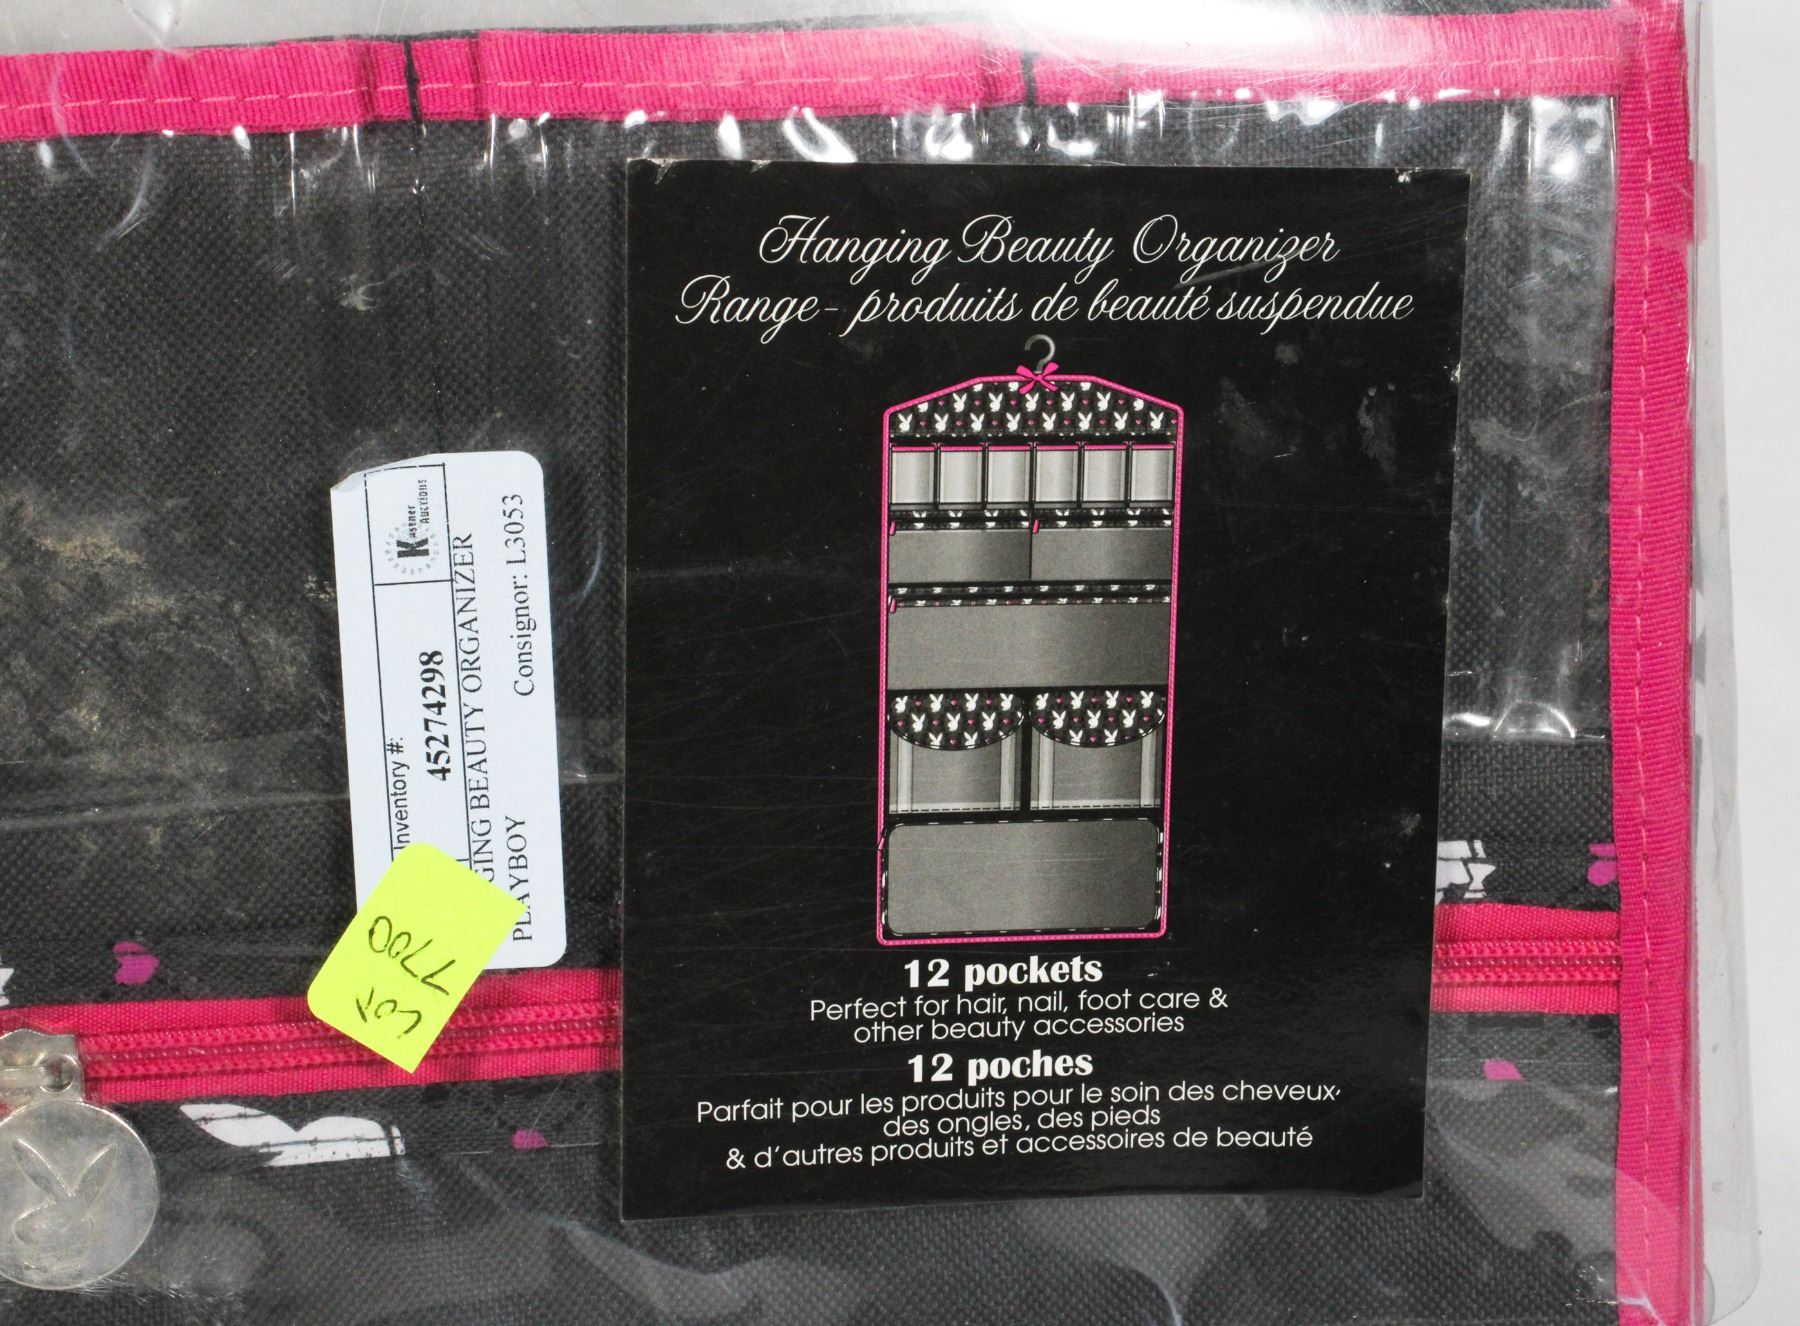 Hanging Beauty Organizer
Range - produits de beauté suspendue
12 pockets
Perfect for hair, nail, foot care &
other beauty accessories
12 poches
Parfait pour les produits pour le soin des cheveux,
des ongles, des pieds
& d'autres produits et accessoires de beauté
Kastner
Auctions
Inventory #:
45274298
GING BEAUTY ORGANIZER
PLAYBOY Consignor: L3053
LOT
7700